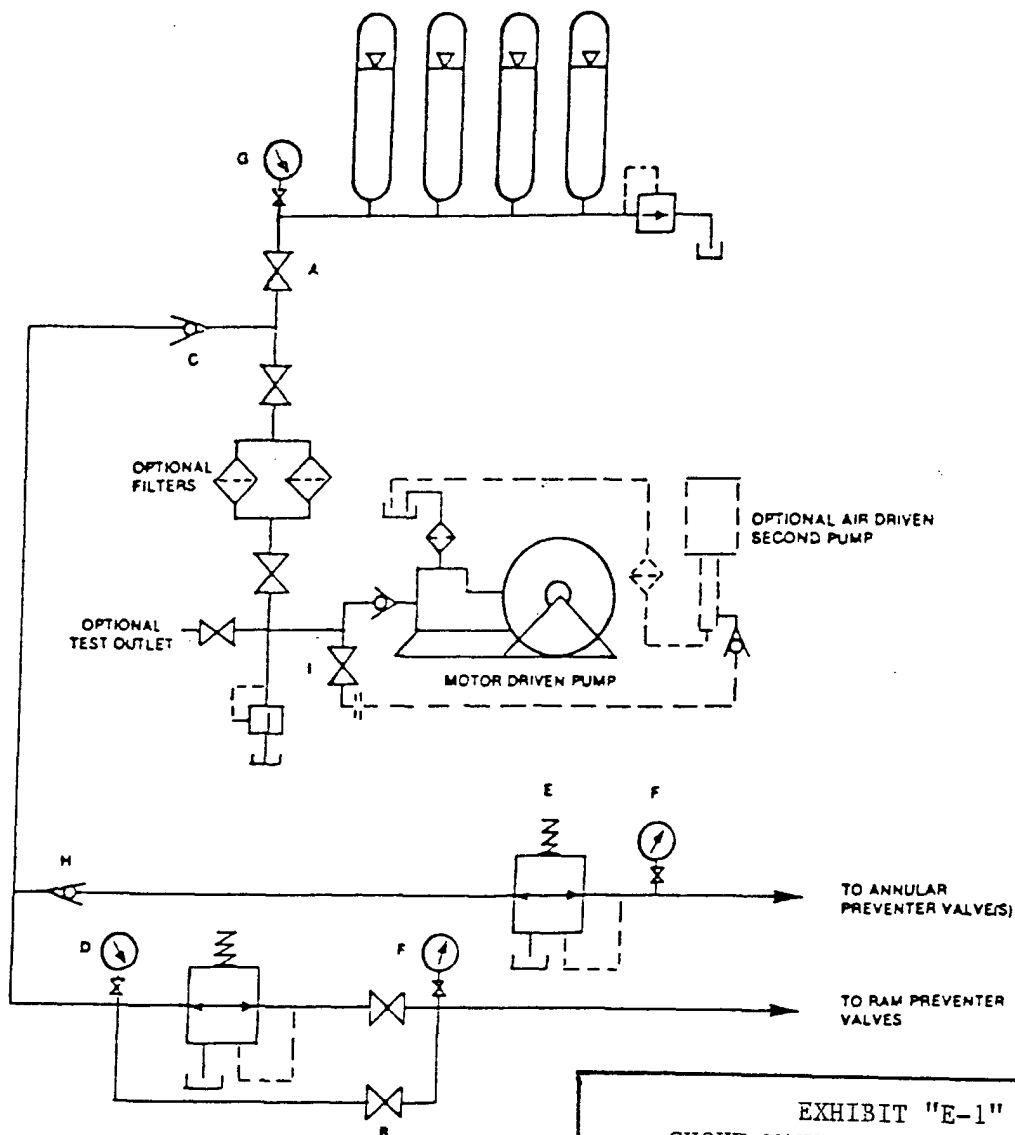 G
A
C
OPTIONAL
FILTERS
OPTIONAL AIR DRIVEN
SECOND PUMP
OPTIONAL
TEST OUTLET
I
MOTOR DRIVEN PUMP
E
F
H
TO ANNULAR
PREVENTER VALVE(S)
D
F
TO RAM PREVENTER
VALVES
EXHIBIT "E-1"